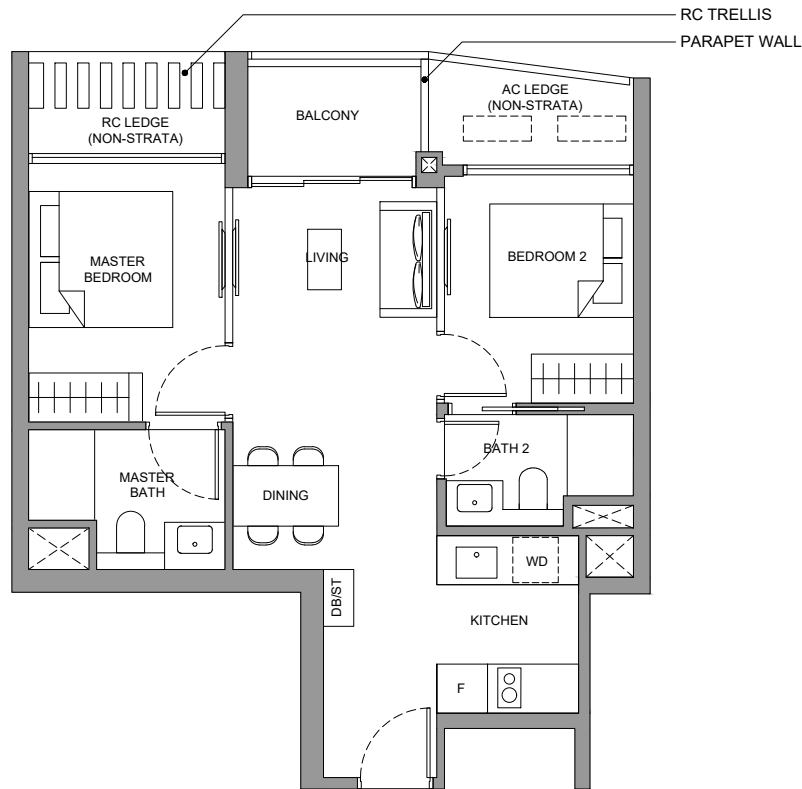 RC TRELLIS
PARAPET WALL
RC LEDGE
(NON-STRATA)
BALCONY
AC LEDGE
(NON-STRATA)
MASTER
BEDROOM
LIVING
BEDROOM 2
MASTER
BATH
DINING
BATH 2
DB/ST
WD
KITCHEN
F